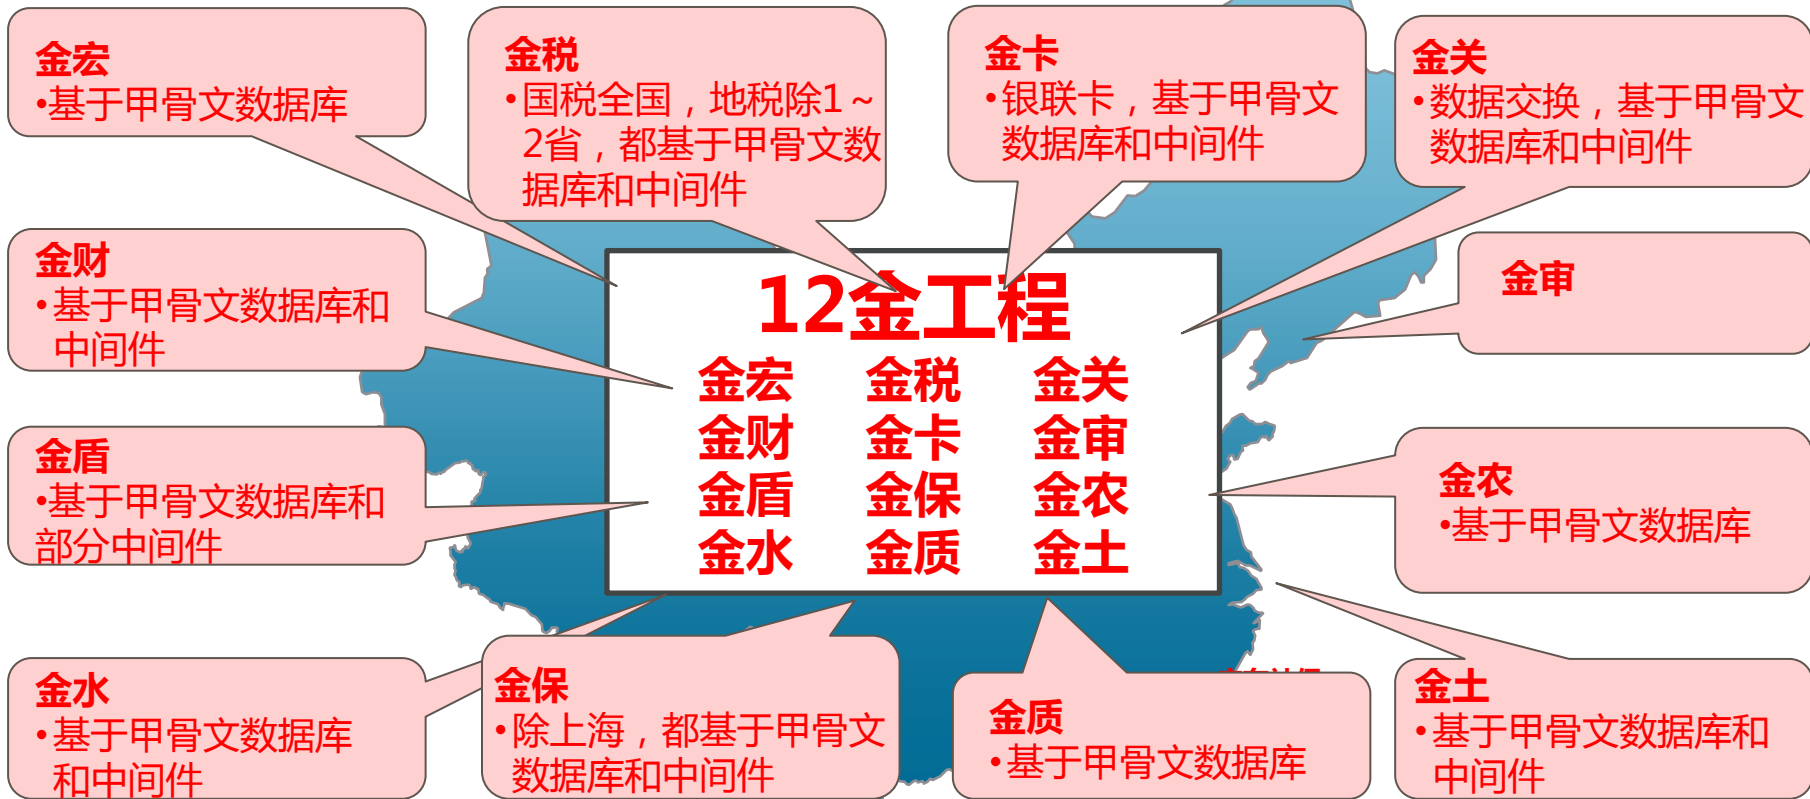 金宏
•基于甲骨文数据库
金税
•国税全国，地税除1～
2省，都基于甲骨文数
据库和中间件
金卡
•银联卡，基于甲骨文
数据库和中间件
金关
•数据交换，基于甲骨文
数据库和中间件
金财
•基于甲骨文数据库和
中间件
金审
金盾
•基于甲骨文数据库和
部分中间件
12金工程
金宏 金税 金关
金财 金卡 金审
金盾 金保 金农
金水 金质 金土
金农
•基于甲骨文数据库
金水
•基于甲骨文数据库
和中间件
金保
•除上海，都基于甲骨文
数据库和中间件
金质
•基于甲骨文数据库
金土
•基于甲骨文数据库和
中间件